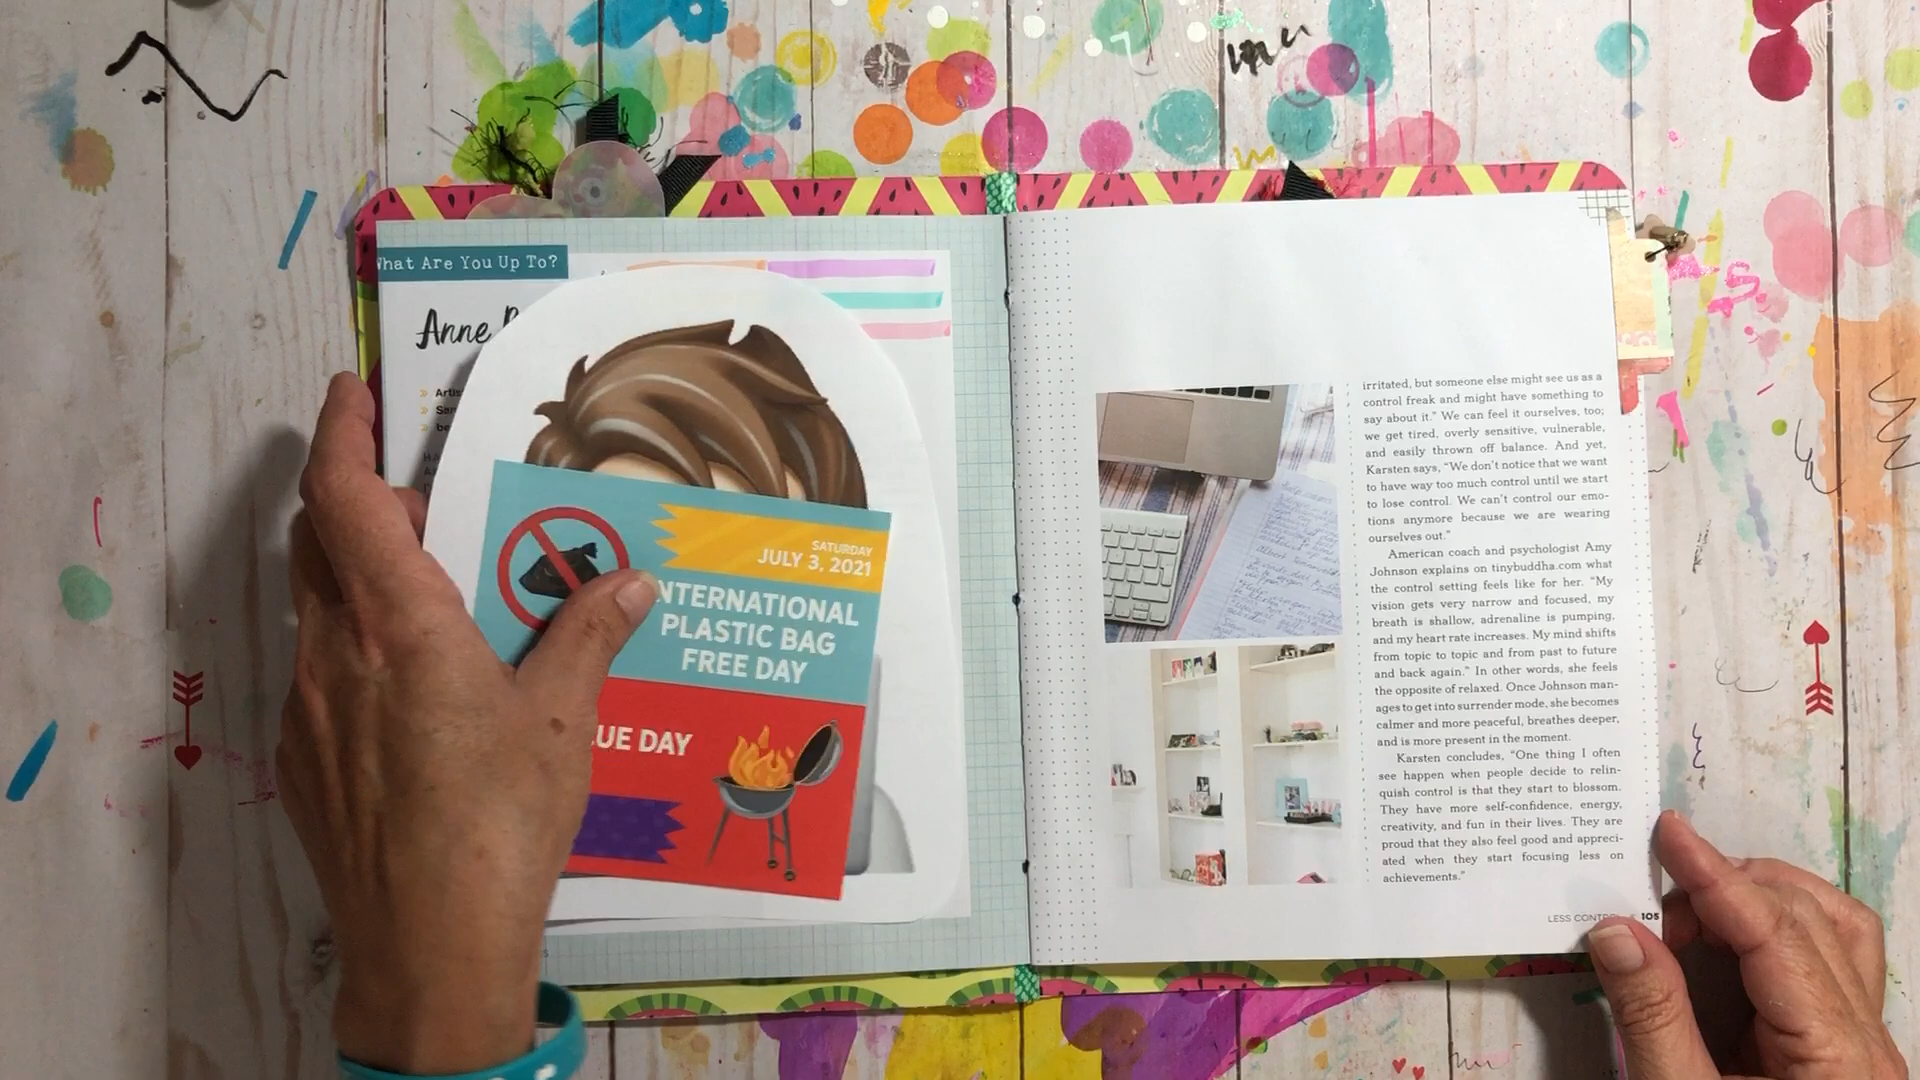 What Are You Up To?
Anne
SATURDAY
JULY 3, 2021
INTERNATIONAL
PLASTIC BAG
FREE DAY
UE DAY
irritated, but someone else might see us as a
control freak and might have something to
say about it.” We can feel it ourselves, too;
we get tired, overly sensitive, vulnerable,
and easily thrown off balance. And yet,
Karsten says, “We don’t notice that we want
to have way too much control until we start
to lose control. We can’t control our emo-
tions anymore because we are wearing
ourselves out.”
American coach and psychologist Amy
Johnson explains on tinybuddha.com what
the control setting feels like for her. “My
vision gets very narrow and focused, my
breath is shallow, adrenaline is pumping,
and my heart rate increases. My mind shifts
from topic to topic and from past to future
and back again.” In other words, she feels
the opposite of relaxed. Once Johnson man-
ages to get into surrender mode, she becomes
calmer and more peaceful, breathes deeper,
and is more present in the moment.
Karsten concludes, “One thing I often
see happen when people decide to relin-
quish control is that they start to blossom.
They have more self-confidence, energy,
creativity, and fun in their lives. They are
proud that they also feel good and appreci-
ated when they start focusing less on
achievements.”
LESS CONTROL
105